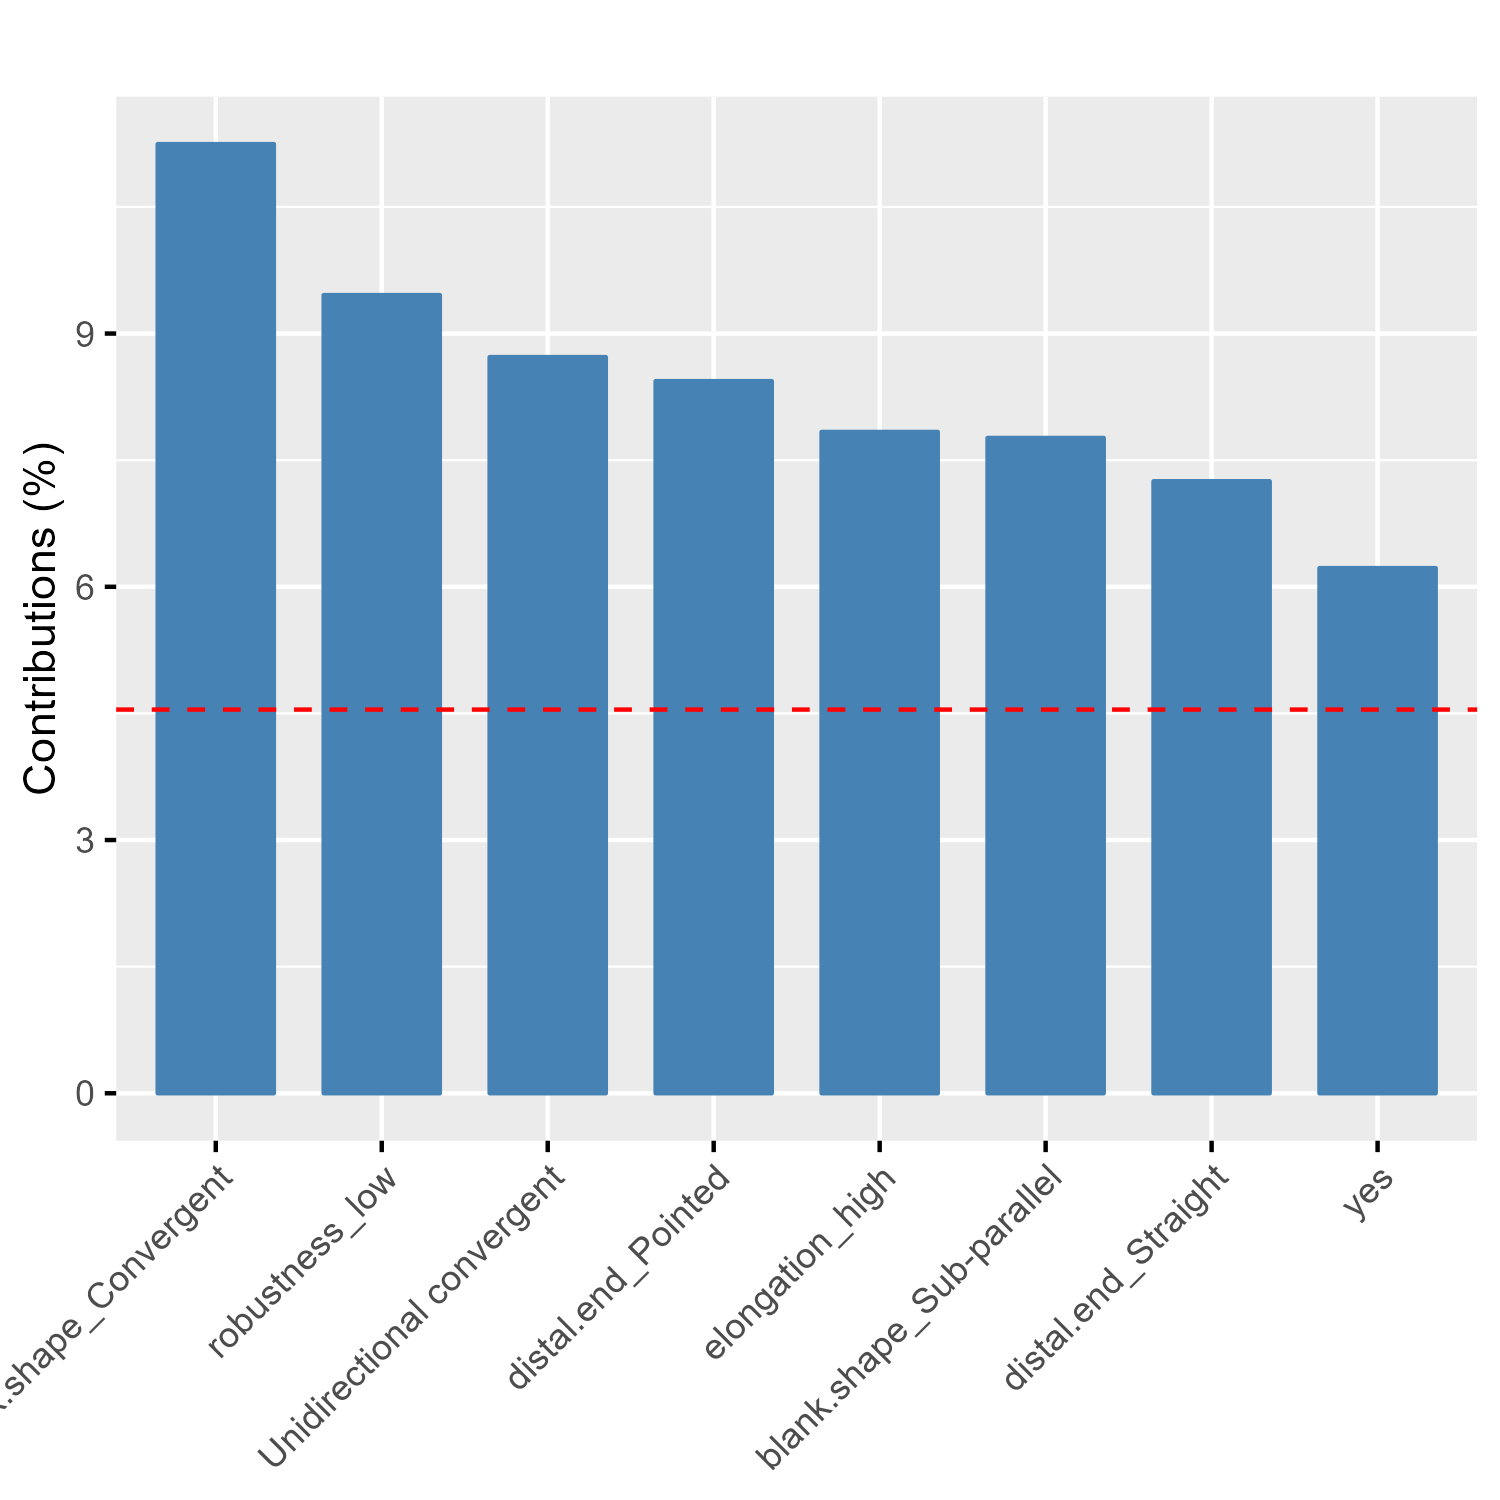 Contributions (%)
9
6
3
0
.shape_Convergent
robustness_low
Unidirectional convergent
distal.end_Pointed
elongation_high
blank.shape_Sub-parallel
distal.end_Straight
yes